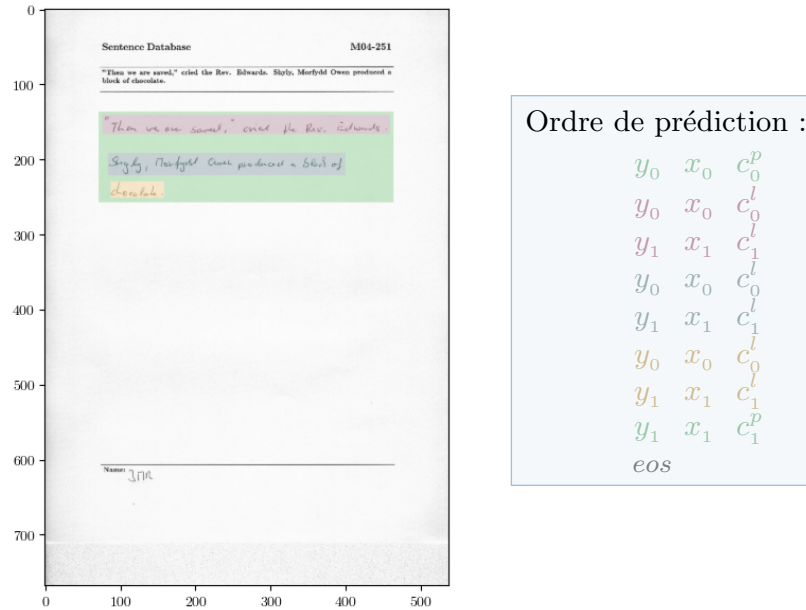 0
100
200
300
400
500
600
700
0 100 200 300 400 500
Sentence Database M04-251
"Then we are saved," cried the Rev. Edwards. Shyly, Morfydd Owen produced a
block of chocolate.
"Then we are saved," cried the Rev. Edwards.
Shyly, Morfydd Owen produced a block of
chocolate.
Name: JMR
Ordre de prédiction :
y₀ x₀ c₀ᵖ
y₀ x₀ c₀ˡ
y₁ x₁ c₁ˡ
y₀ x₀ c₀ˡ
y₁ x₁ c₁ˡ
y₀ x₀ c₀ˡ
y₁ x₁ c₁ˡ
y₁ x₁ c₁ᵖ
eos